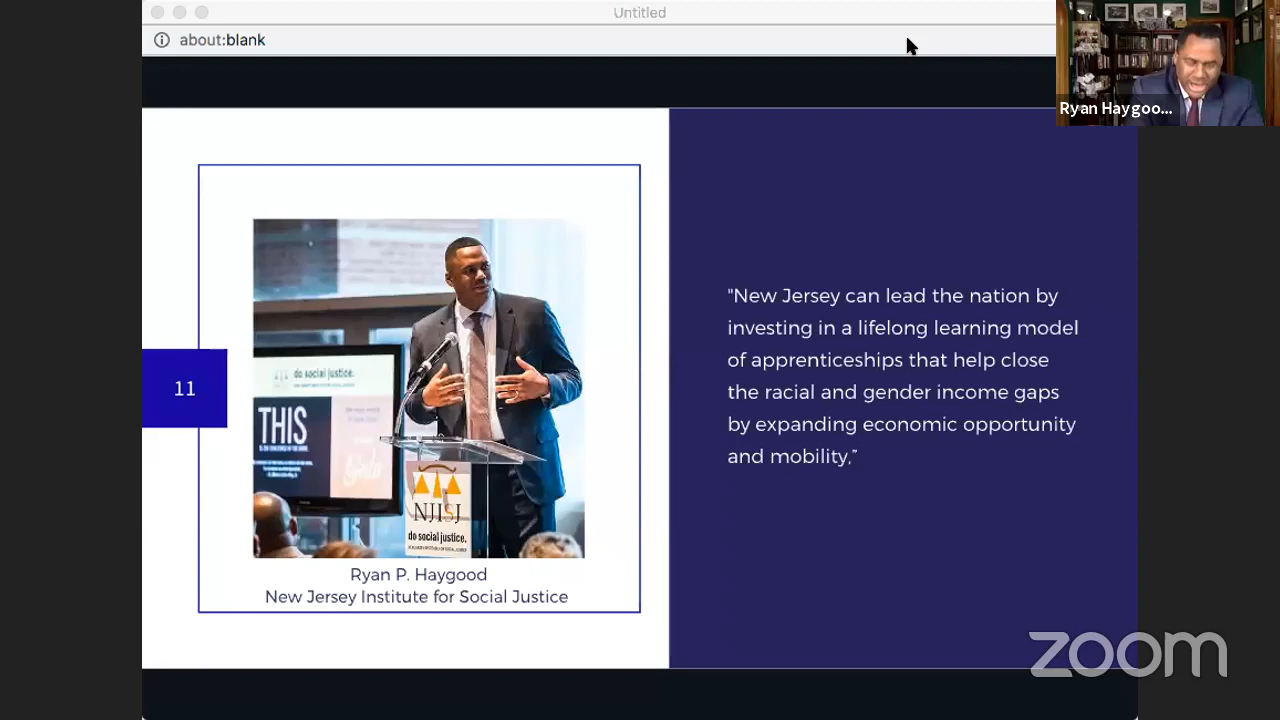 Untitled
about:blank
Ryan Haygoo...
11
do social justice.
THIS
NJISJ
do social justice.
Ryan P. Haygood
New Jersey Institute for Social Justice
"New Jersey can lead the nation by
investing in a lifelong learning model
of apprenticeships that help close
the racial and gender income gaps
by expanding economic opportunity
and mobility,”
zoom